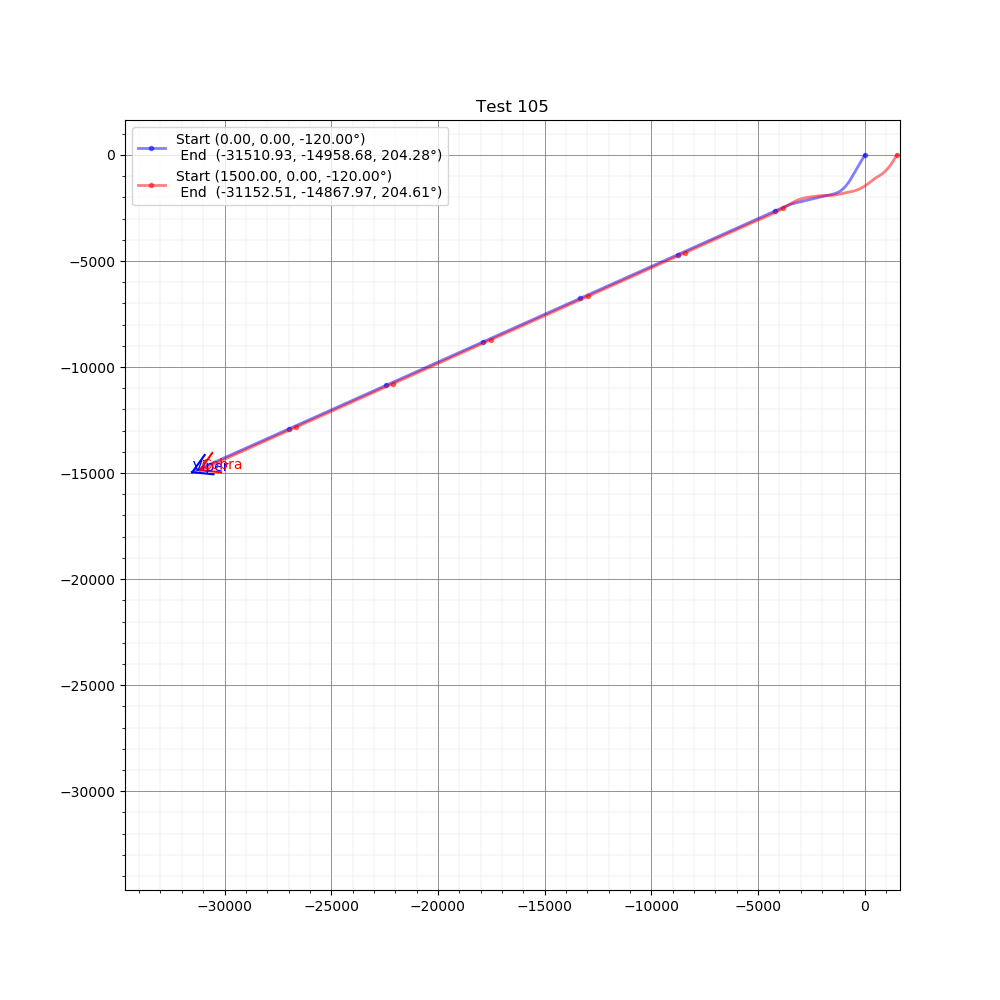 Test 105
Start (0.00, 0.00, -120.00°)
End (-31510.93, -14958.68, 204.28°)
Start (1500.00, 0.00, -120.00°)
End (-31152.51, -14867.97, 204.61°)
0
−5000
−10000
−15000
−20000
−25000
−30000
−30000 −25000 −20000 −15000 −10000 −5000 0